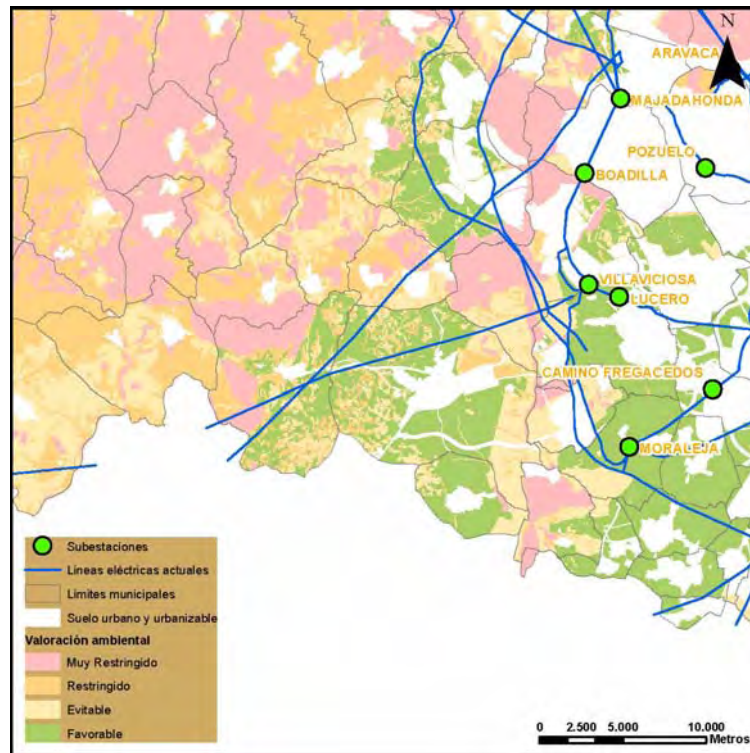 N
ARAVACA
MAJADAHONDA
POZUELO
BOADILLA
VILLAVICIOSA
LUCERO
CAMINO FREGACEDOS
MORALEJA
Subestaciones
Lineas eléctricas actuales
Limites municipales
Suelo urbano y urbanizable
Valoración ambiental
Muy Restringido
Restringido
Evitable
Favorable
0 2.500 5.000 10.000
Metros